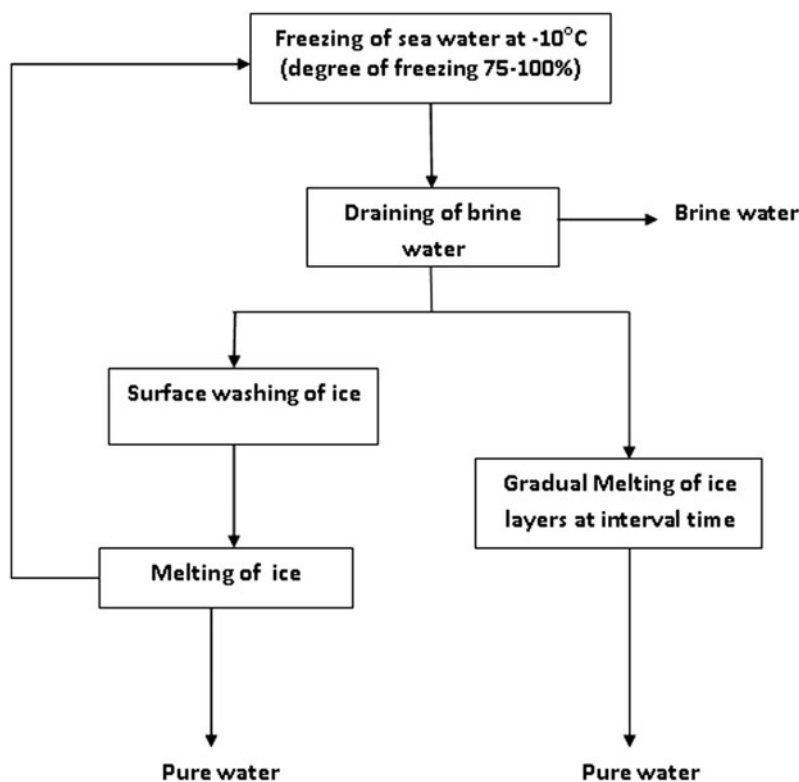 Freezing of sea water at -10°C
(degree of freezing 75-100%)
Draining of brine
water
Brine water
Surface washing of ice
Gradual Melting of ice
layers at interval time
Melting of ice
Pure water
Pure water